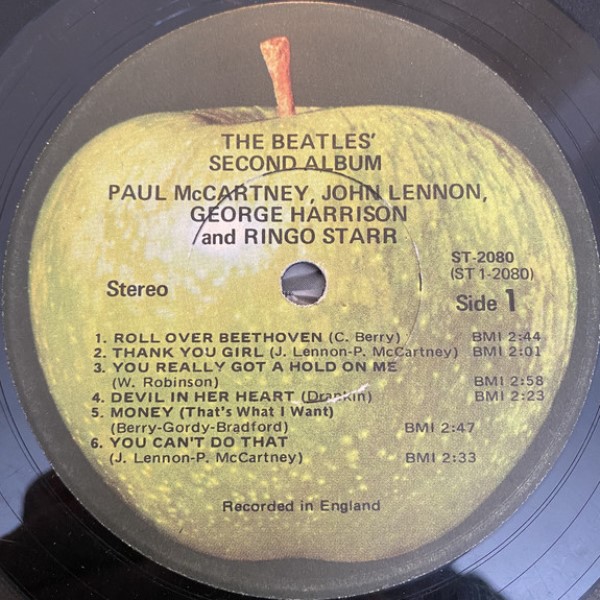 THE BEATLES'
SECOND ALBUM
PAUL McCARTNEY, JOHN LENNON,
GEORGE HARRISON
and RINGO STARR
ST-2080
(ST 1-2080)
Stereo
Side 1
1. ROLL OVER BEETHOVEN (C. Berry) BMI 2:44
2. THANK YOU GIRL (J. Lennon-P. McCartney) BMI 2:01
3. YOU REALLY GOT A HOLD ON ME
(W. Robinson) BMI 2:58
4. DEVIL IN HER HEART (Drapkin) BMI 2:23
5. MONEY (That's What I Want)
(Berry-Gordy-Bradford) BMI 2:47
6. YOU CAN'T DO THAT
(J. Lennon-P. McCartney) BMI 2:33
Recorded in England